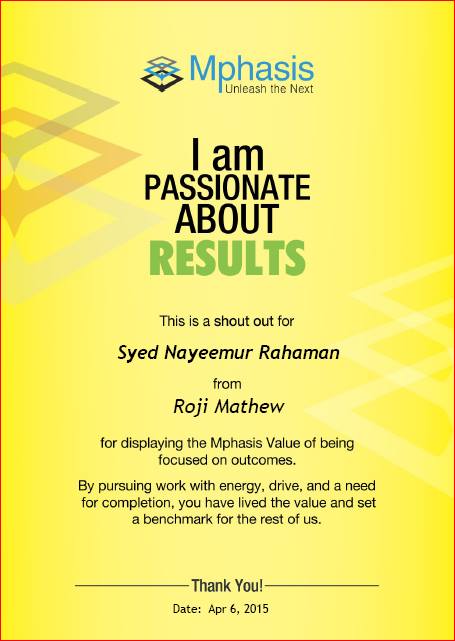 Mphasis
Unleash the Next
I am
PASSIONATE
ABOUT
RESULTS
This is a shout out for
Syed Nayeemur Rahaman
from
Roji Mathew
for displaying the Mphasis Value of being
focused on outcomes.
By pursuing work with energy, drive, and a need
for completion, you have lived the value and set
a benchmark for the rest of us.
Thank You!
Date: Apr 6, 2015